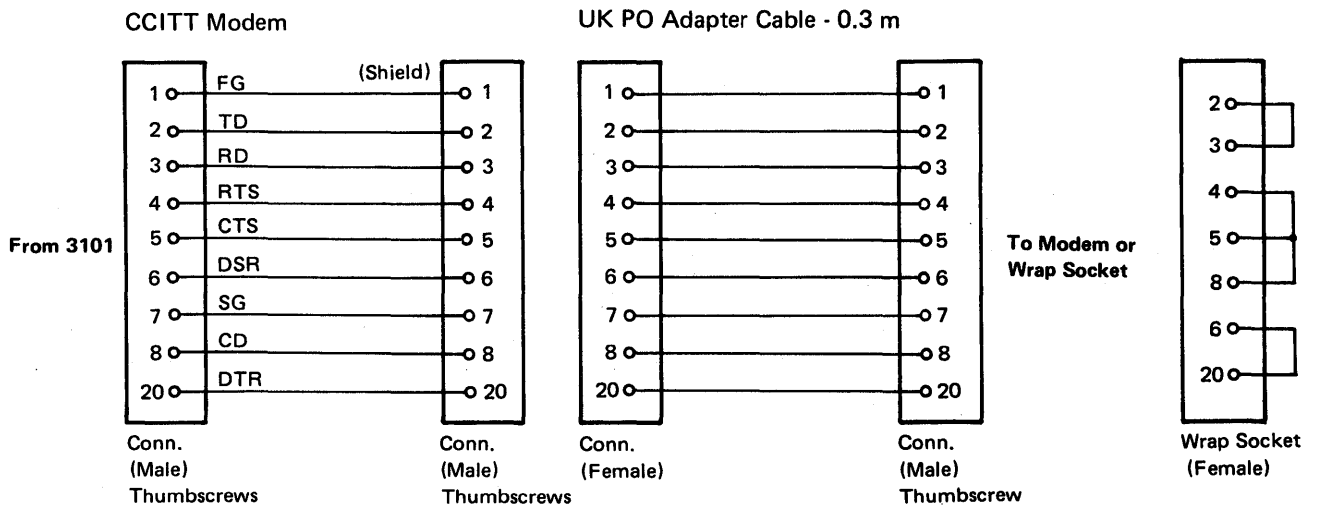 CCITT Modem
UK PO Adapter Cable - 0.3 m
From 3101
1 FG (Shield) 1
2 TD 2
3 RD 3
4 RTS 4
5 CTS 5
6 DSR 6
7 SG 7
8 CD 8
20 DTR 20
Conn.
(Male)
Thumbscrews
Conn.
(Male)
Thumbscrews
1 1
2 2
3 3
4 4
5 5
6 6
7 7
8 8
20 20
Conn.
(Female)
Conn.
(Male)
Thumbscrew
To Modem or
Wrap Socket
2
3
4
5
8
6
20
Wrap Socket
(Female)